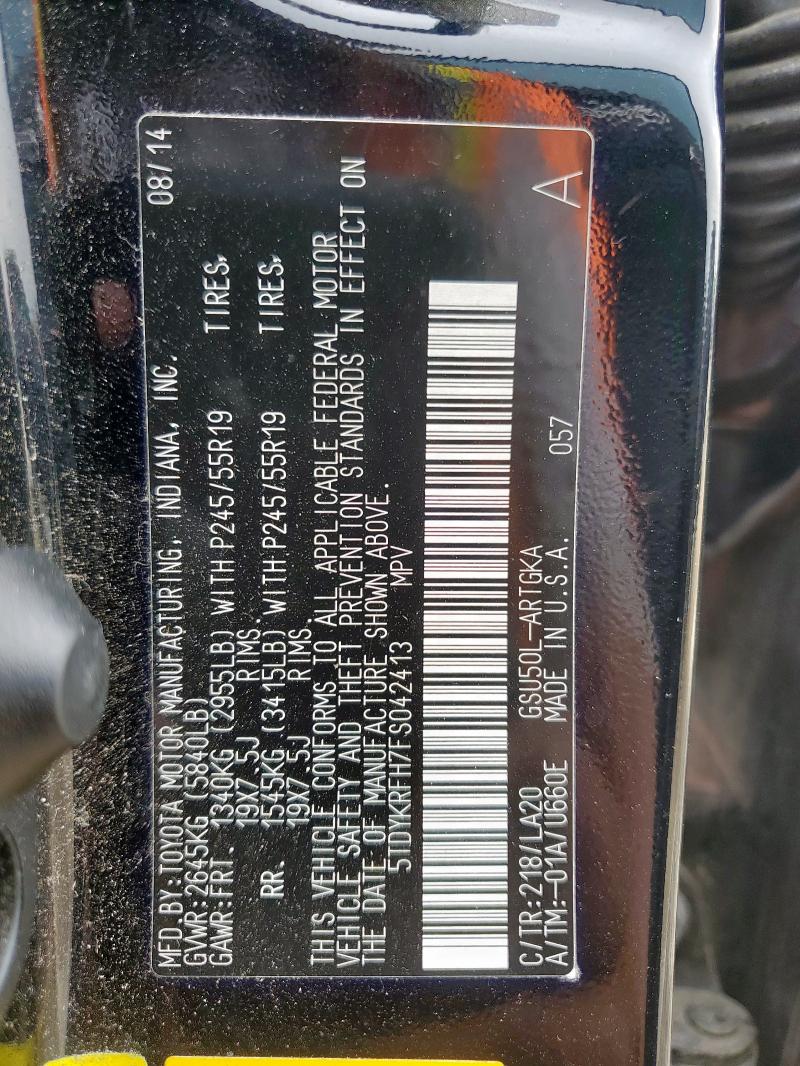 MFD.BY:TOYOTA MOTOR MANUFACTURING, INDIANA, INC. 08/14
GVWR:2645KG (5840LB)
GAWR:FRT. 1340KG (2955LB) WITH P245/55R19 TIRES,
19X7.5J RIMS.
RR. 1545KG (3415LB) WITH P245/55R19 TIRES,
19X7.5J RIMS.
THIS VEHICLE CONFORMS TO ALL APPLICABLE FEDERAL MOTOR
VEHICLE SAFETY AND THEFT PREVENTION STANDARDS IN EFFECT ON
THE DATE OF MANUFACTURE SHOWN ABOVE.
5TDYKRFH7FS042413 MPV
C/TR:218/LA20 GSU50L-ARTGKA
A/TM:-01A/U660E MADE IN U.S.A. 057 A